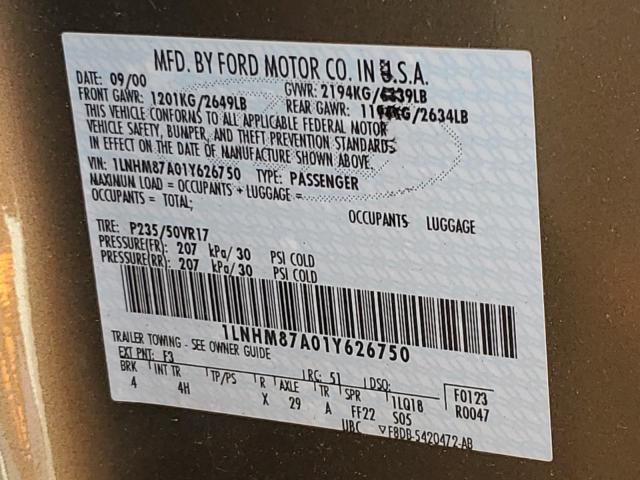 MFD. BY FORD MOTOR CO. IN U.S.A.
DATE: 09/00 GVWR: 2194KG/
FRONT GAWR: 1201KG/2649LB REAR GAWR: /2634LB
THIS VEHICLE CONFORMS TO ALL APPLICABLE FEDERAL MOTOR
VEHICLE SAFETY, BUMPER, AND THEFT PREVENTION STANDARDS
IN EFFECT ON THE DATE OF MANUFACTURE SHOWN ABOVE.
VIN: 1LNHM87A01Y626750 TYPE: PASSENGER
MAXIMUM LOAD = OCCUPANTS + LUGGAGE =
OCCUPANTS = TOTAL; OCCUPANTS LUGGAGE
TIRE: P235/50VR17
PRESSURE(FR): 207 kPa/ 30 PSI COLD
PRESSURE(RR): 207 kPa/ 30 PSI COLD
1LNHM87A01Y626750
TRAILER TOWING - SEE OWNER GUIDE
EXT PNT: F3 RC: 51 DSO: F0123
BRK INT TR TP/PS R AXLE TR SPR 1LQ18 R0047
4 4H X 29 A FF22 S05
UBC ▽F8DB-5420472-AB